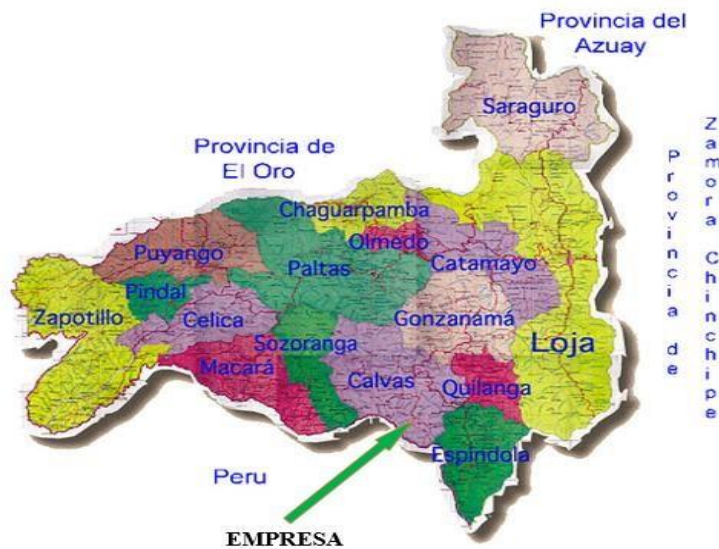 Provincia del
Azuay
Saraguro
Provincia de
El Oro
Zamora Chinchipe
Provincia de
Chaguarpamba
Olmedo
Puyango
Paltas
Catamayo
Pindal
Zapotillo
Celica
Gonzanamá
Sozoranga
Loja
Macará
Calvas
Quilanga
Espíndola
Peru
EMPRESA